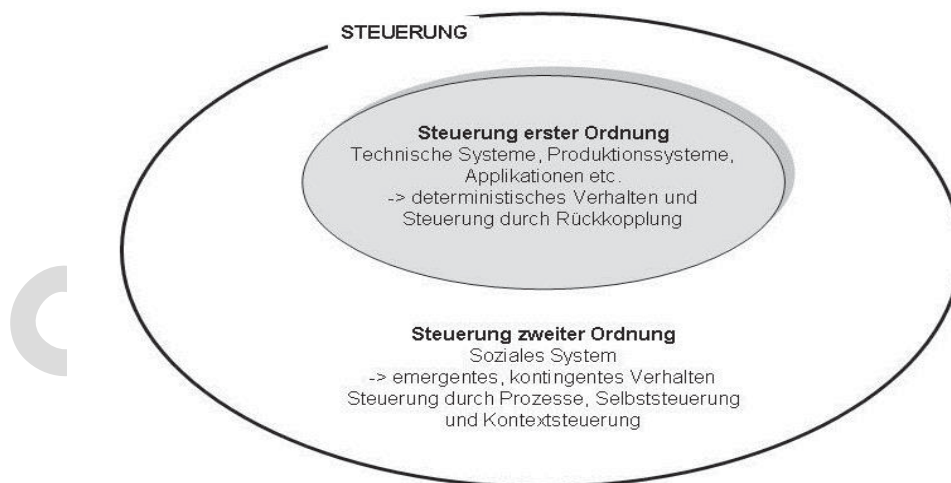 STEUERUNG
Steuerung erster Ordnung
Technische Systeme, Produktionssysteme,
Applikationen etc.
-> deterministisches Verhalten und
Steuerung durch Rückkopplung
Steuerung zweiter Ordnung
Soziales System
-> emergentes, kontingentes Verhalten
Steuerung durch Prozesse, Selbststeuerung
und Kontextsteuerung